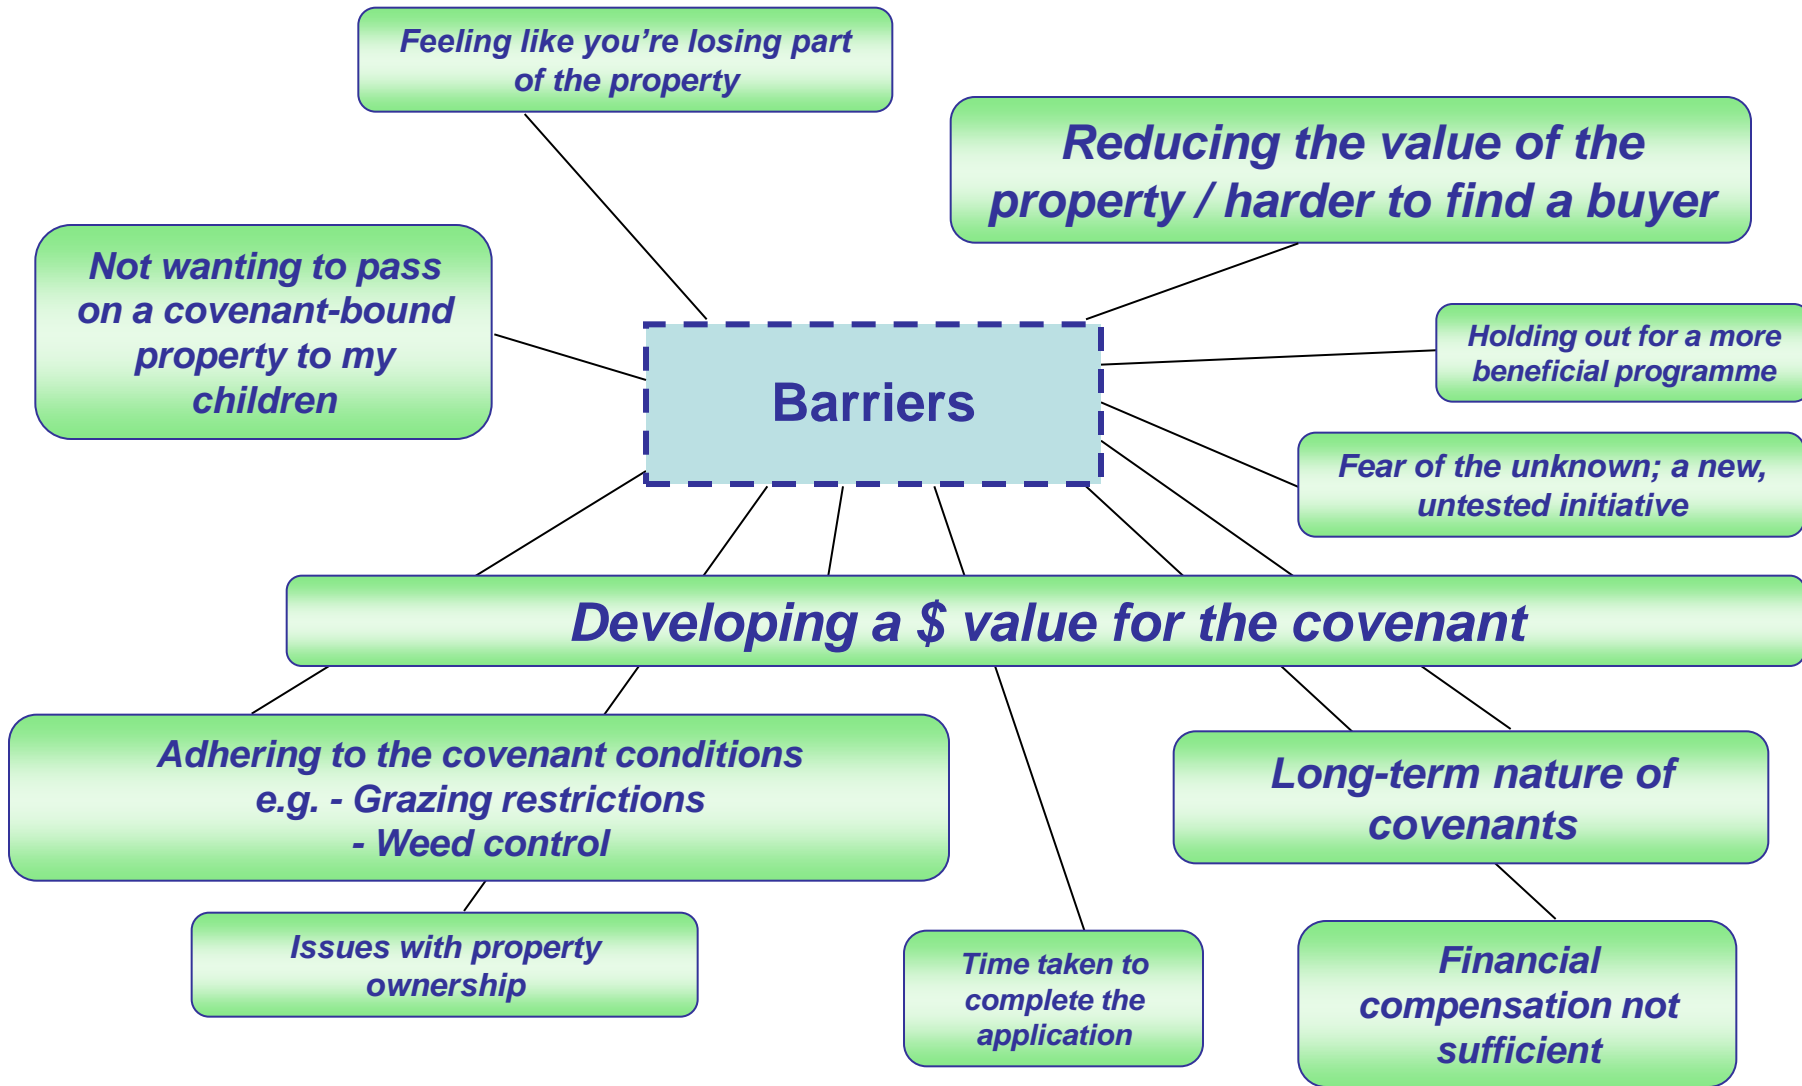 Feeling like you’re losing part
of the property
Reducing the value of the
property / harder to find a buyer
Not wanting to pass
on a covenant-bound
property to my
children
Holding out for a more
beneficial programme
Barriers
Fear of the unknown; a new,
untested initiative
Developing a $ value for the covenant
Adhering to the covenant conditions
e.g. - Grazing restrictions
- Weed control
Long-term nature of
covenants
Issues with property
ownership
Time taken to
complete the
application
Financial
compensation not
sufficient